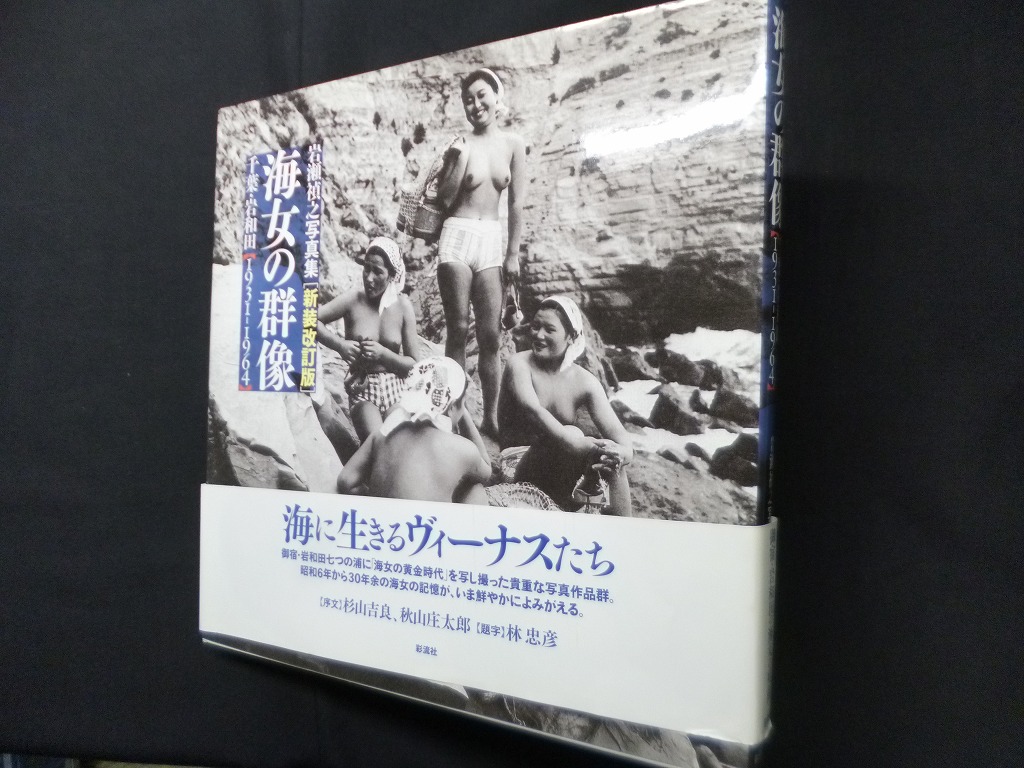 岩瀬禎之写真集[新装改訂版]
海女の群像
千葉・岩和田【1931-1964】
海女の群像【1931-1964】
海に生きるヴィーナスたち
御宿・岩和田七つの浦に『海女の黄金時代』を写し撮った貴重な写真作品群。
昭和6年から30年余の海女の記憶が、いま鮮やかによみがえる。
【序文】杉山吉良、秋山庄太郎【題字】林 忠彦
彩流社